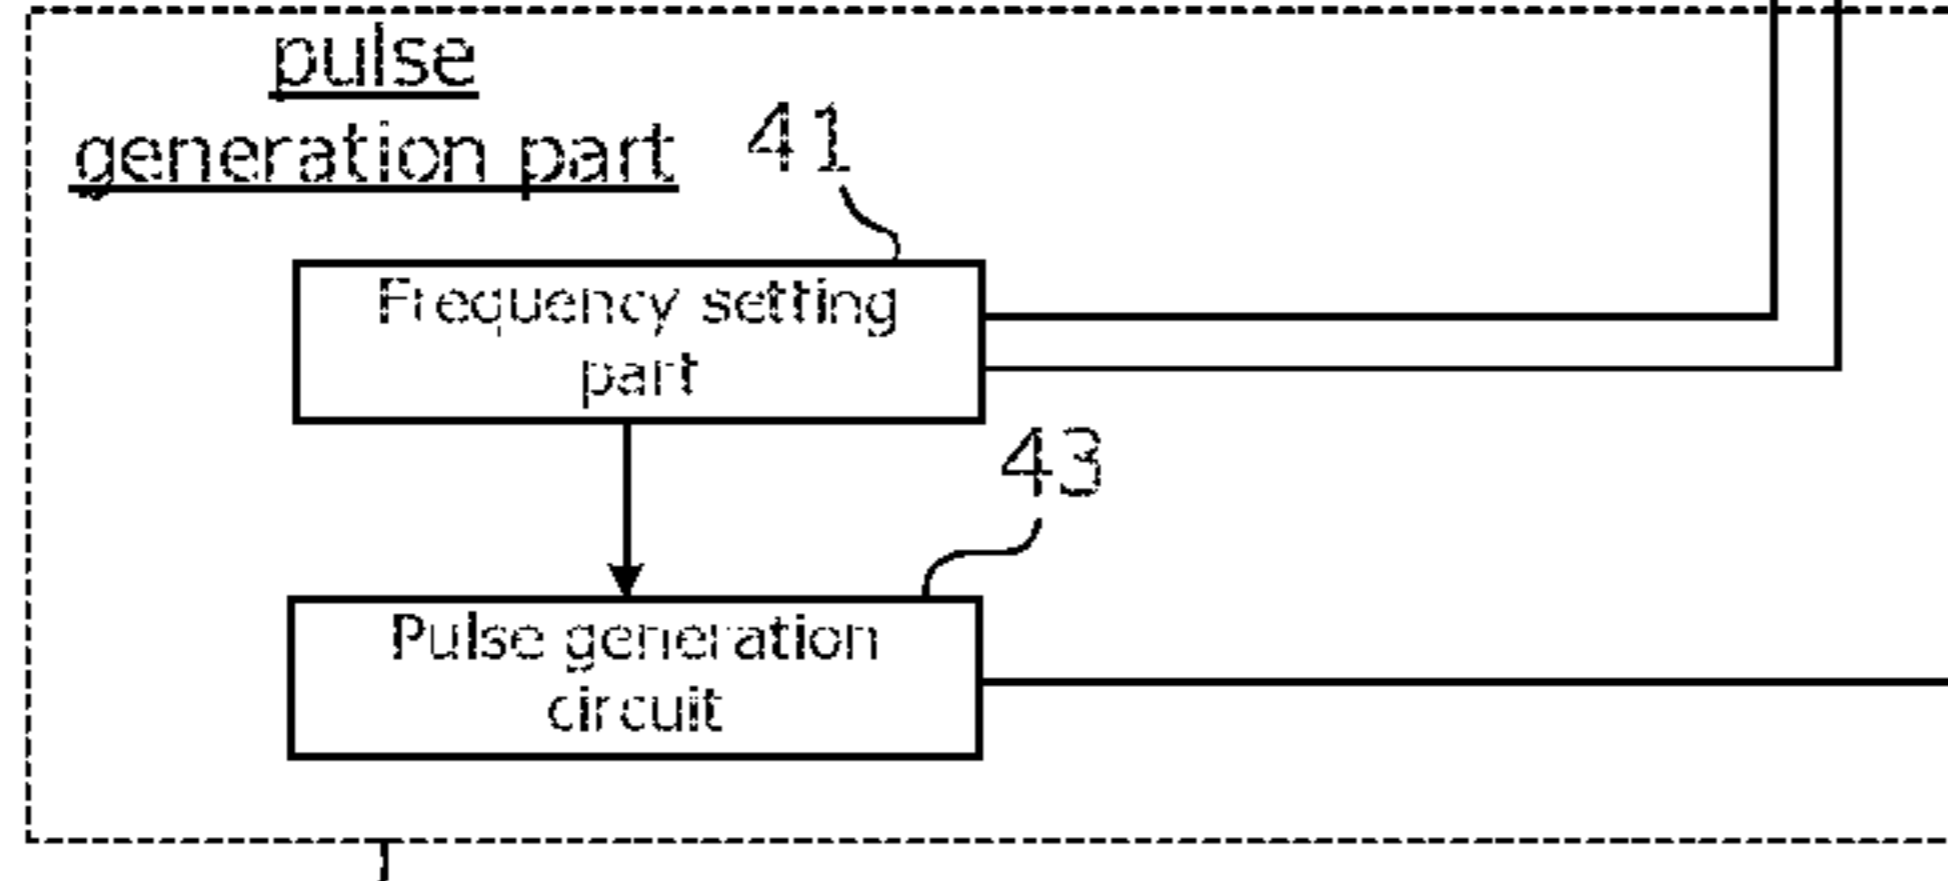 pulse
generation part
41
Frequency setting
part
43
Pulse generation
circuit